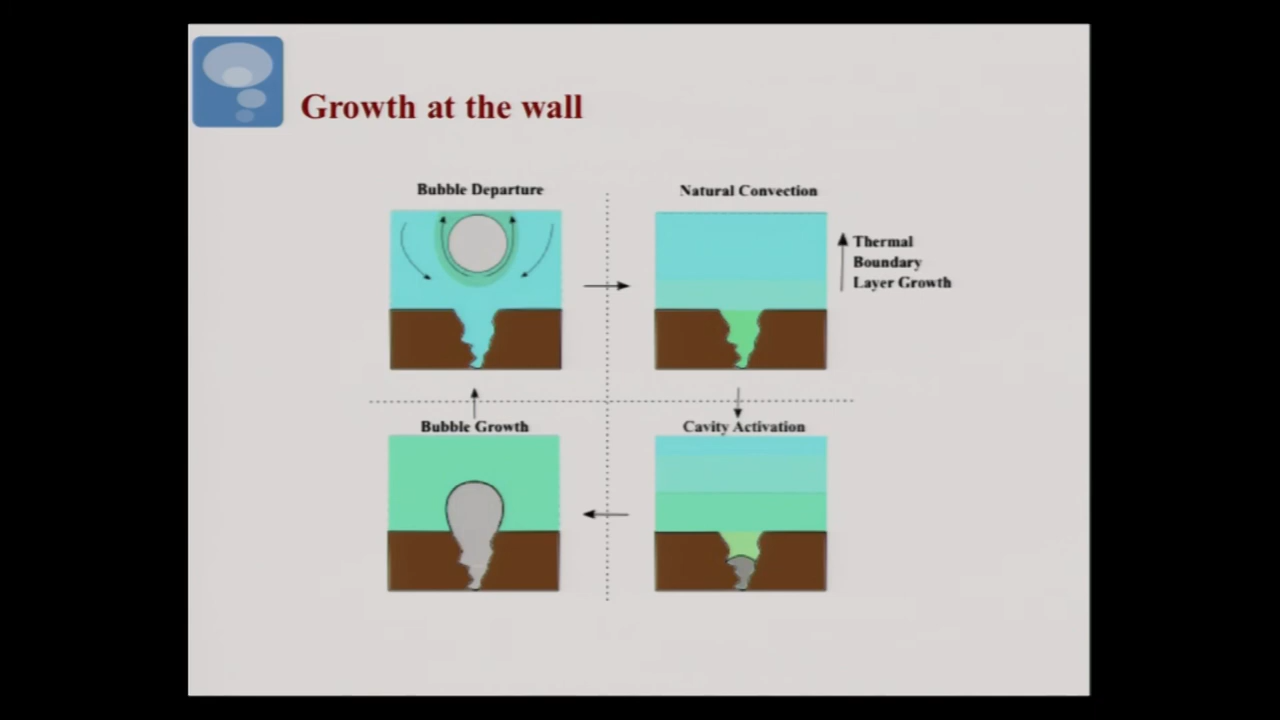 Growth at the wall
Bubble Departure
Natural Convection
Thermal
Boundary
Layer Growth
Bubble Growth
Cavity Activation